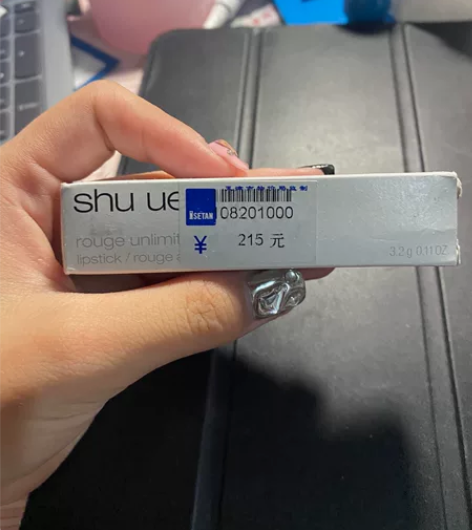 shu ue
ISETAN
08201000
rouge unlimit
¥ 215 元
lipstick / rouge
3.2g 0.11OZ